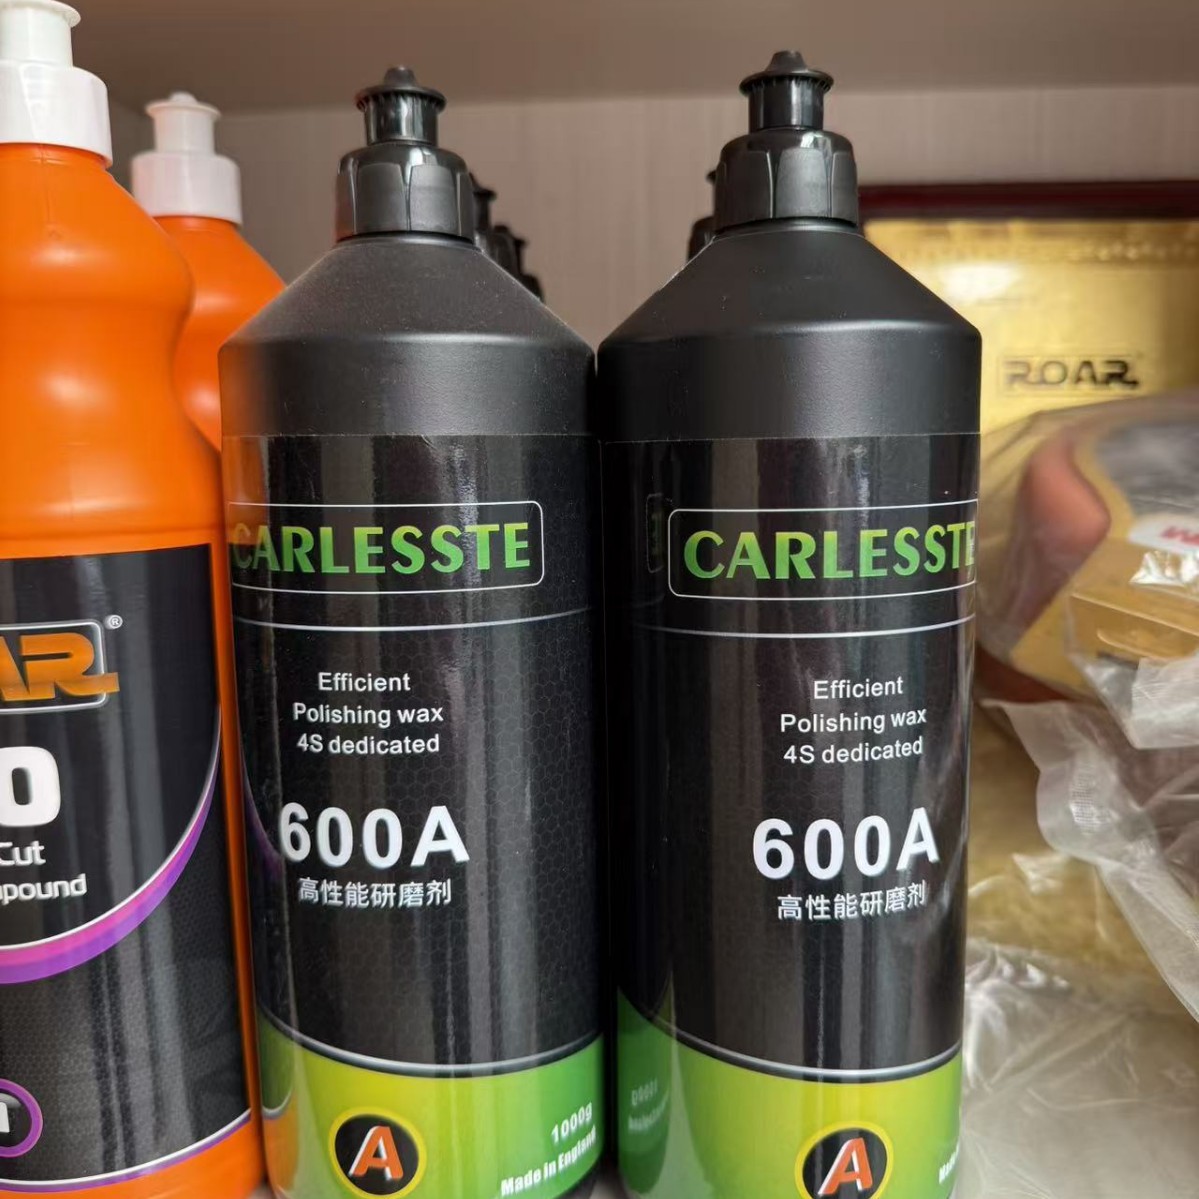 CARLESSTE
Efficient
Polishing wax
4S dedicated
600A
高性能研磨剂
A
1000g
Made In England
CARLESSTE
Efficient
Polishing wax
4S dedicated
600A
高性能研磨剂
A
ROAR
AR®
0
Cut